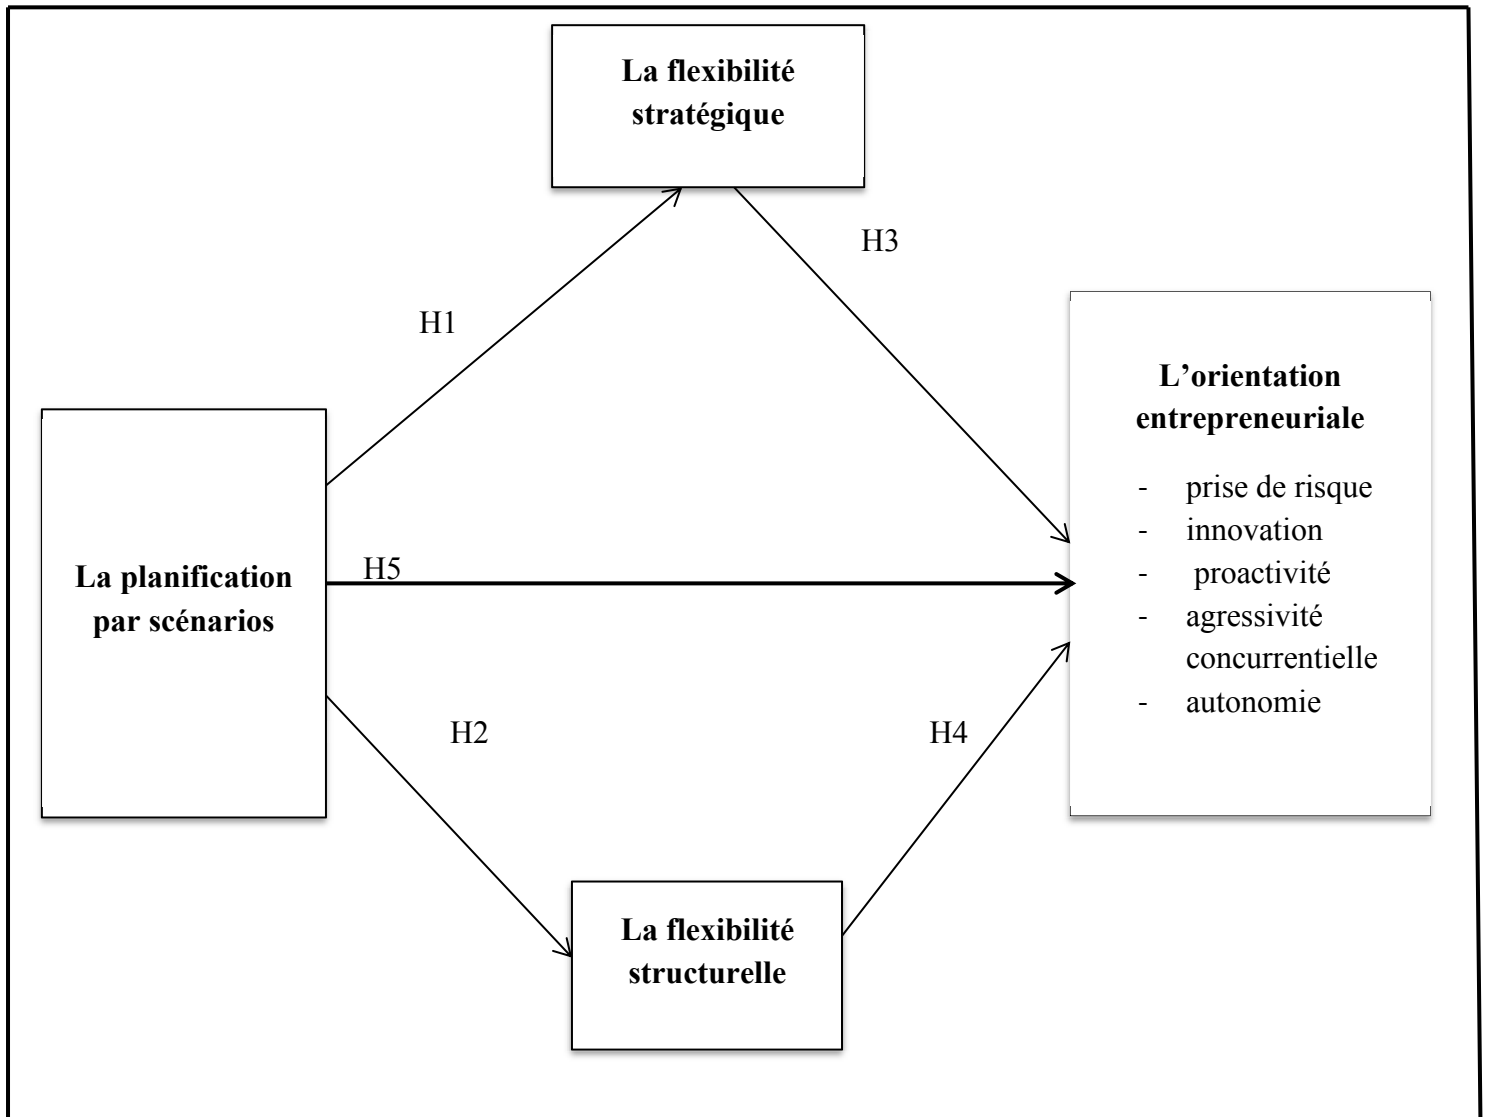 La flexibilité
stratégique
H3
H1
L’orientation
entrepreneuriale
- prise de risque
- innovation
- proactivité
- agressivité
concurrentielle
- autonomie
H5
La planification
par scénarios
H2
H4
La flexibilité
structurelle